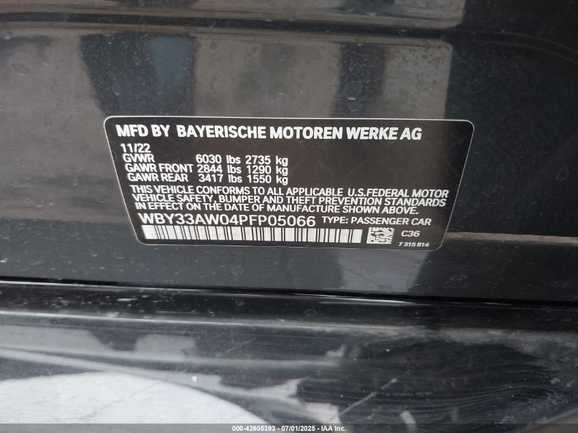 MFD BY BAYERISCHE MOTOREN WERKE AG
11/22
GVWR 6030 lbs 2735 kg
GAWR FRONT 2844 lbs 1290 kg
GAWR REAR 3417 lbs 1550 kg
THIS VEHICLE CONFORMS TO ALL APPLICABLE U.S.FEDERAL MOTOR
VEHICLE SAFETY, BUMPER AND THEFT PREVENTION STANDARDS
IN EFFECT ON THE DATE OF MANUFACTURE SHOWN ABOVE.
WBY33AW04PFP05066 TYPE: PASSENGER CAR
C36
7 315 814
000-42605293 - 07/01/2025 - IAA Inc.